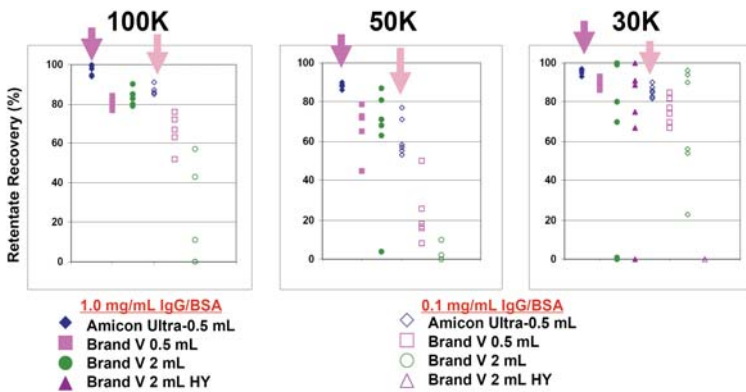 100K
50K
30K
Retentate Recovery (%)
100
80
60
40
20
0
100
80
60
40
20
0
100
80
60
40
20
0
1.0 mg/mL IgG/BSA
Amicon Ultra-0.5 mL
Brand V 0.5 mL
Brand V 2 mL
Brand V 2 mL HY
0.1 mg/mL IgG/BSA
Amicon Ultra-0.5 mL
Brand V 0.5 mL
Brand V 2 mL
Brand V 2 mL HY